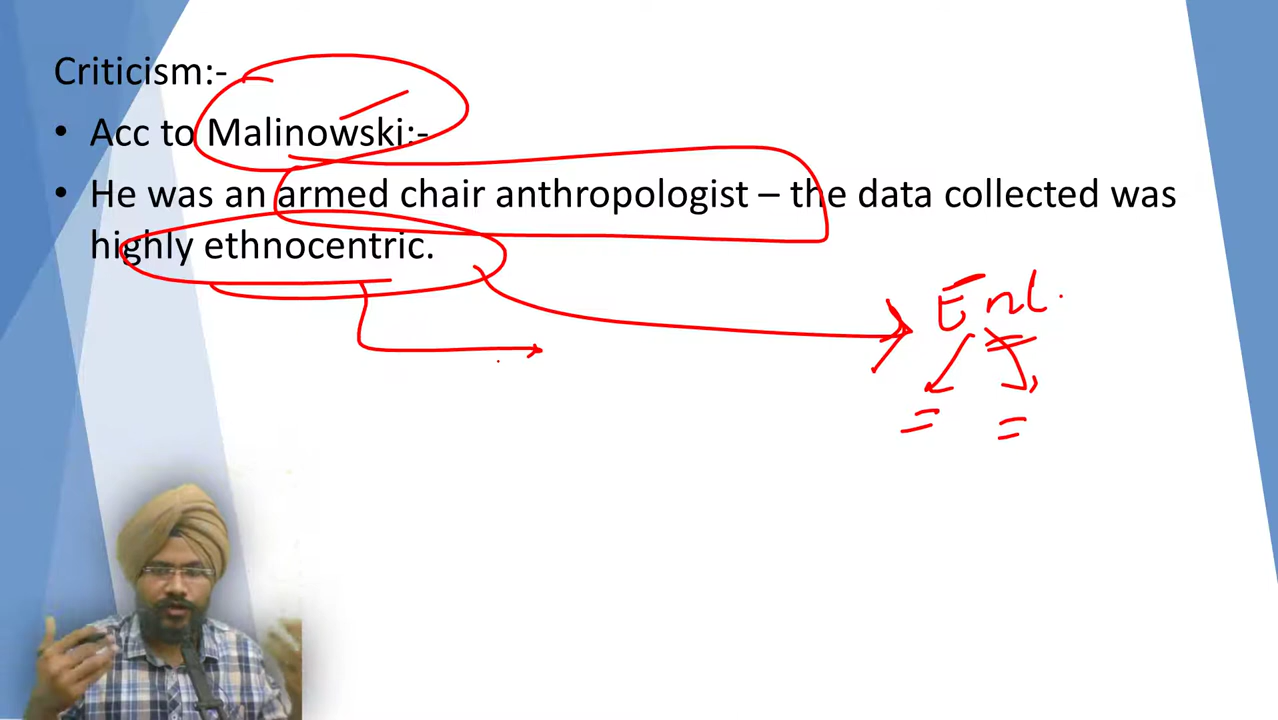 Criticism:-
• Acc to Malinowski:-
• He was an armed chair anthropologist – the data collected was
highly ethnocentric.